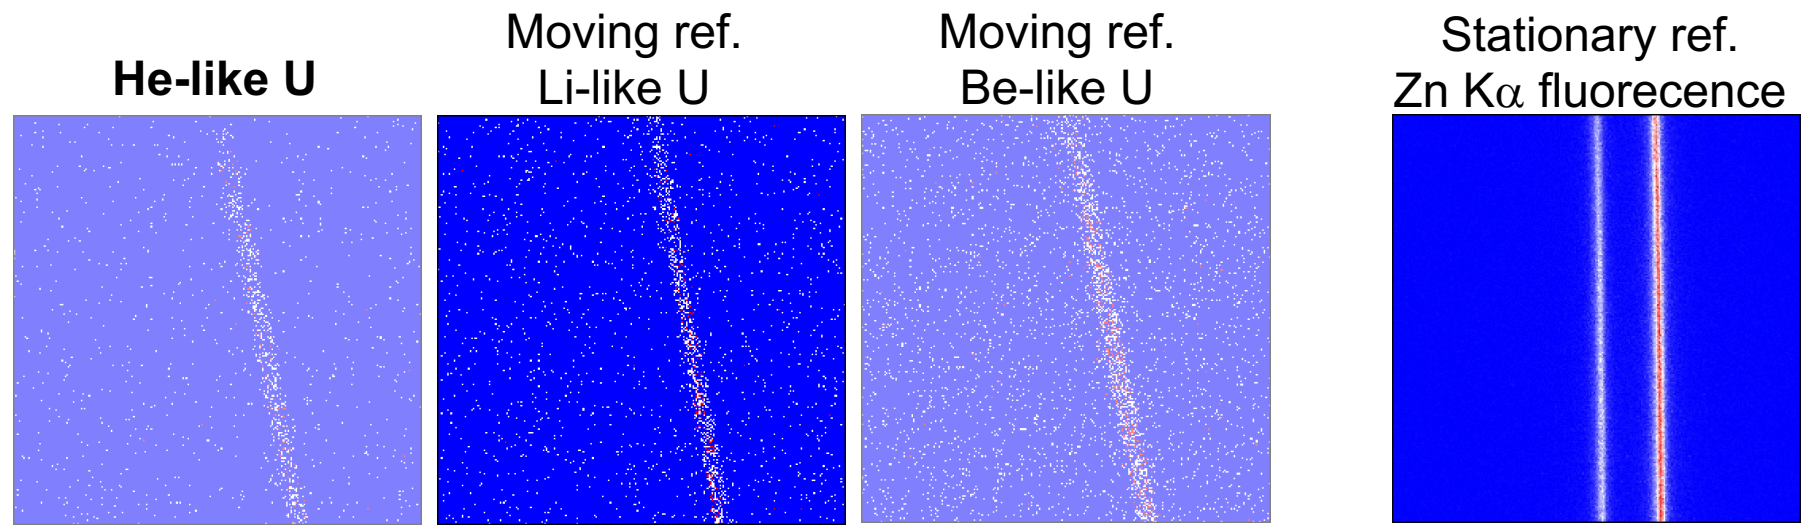 He-like U
Moving ref.
Li-like U
Moving ref.
Be-like U
Stationary ref.
Zn Kα fluorecence